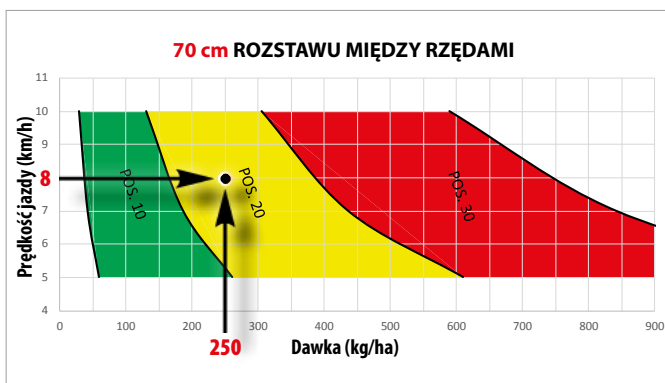 70 cm ROZSTAWU MIĘDZY RZĘDAMI
Prędkość jazdy (km/h)
11
10
9
8
7
6
5
4
8
POS. 10
POS. 20
POS. 30
0 100 200 300 400 500 600 700 800 900
250
Dawka (kg/ha)